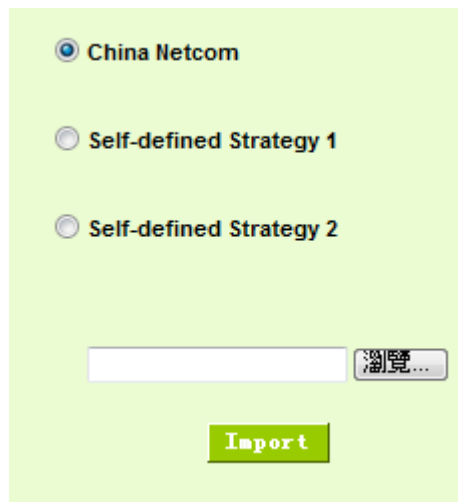 China Netcom
Self-defined Strategy 1
Self-defined Strategy 2
瀏覽...
Import